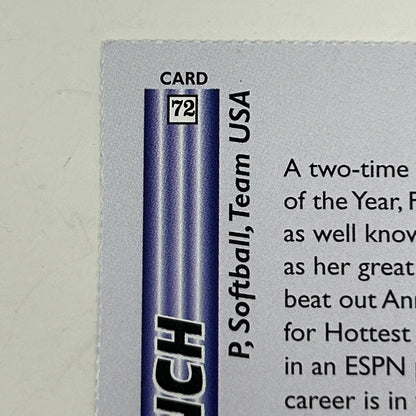 CARD
72
P, Softball, Team USA
A two-time
of the Year, F
as well know
as her great
beat out Ann
for Hottest
in an ESPN
career is in